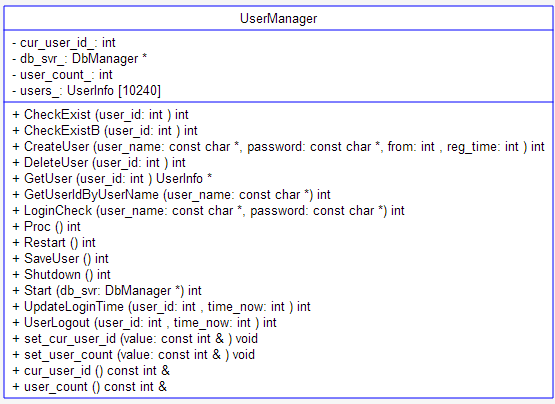 UserManager
- cur_user_id_: int
- db_svr_: DbManager *
- user_count_: int
- users_: UserInfo [10240]
+ CheckExist (user_id: int ) int
+ CheckExistB (user_id: int ) int
+ CreateUser (user_name: const char *, password: const char *, from: int , reg_time: int ) int
+ DeleteUser (user_id: int ) int
+ GetUser (user_id: int ) UserInfo *
+ GetUserIdByUserName (user_name: const char *) int
+ LoginCheck (user_name: const char *, password: const char *) int
+ Proc () int
+ Restart () int
+ SaveUser () int
+ Shutdown () int
+ Start (db_svr: DbManager *) int
+ UpdateLoginTime (user_id: int , time_now: int ) int
+ UserLogout (user_id: int , time_now: int ) int
+ set_cur_user_id (value: const int & ) void
+ set_user_count (value: const int & ) void
+ cur_user_id () const int &
+ user_count () const int &